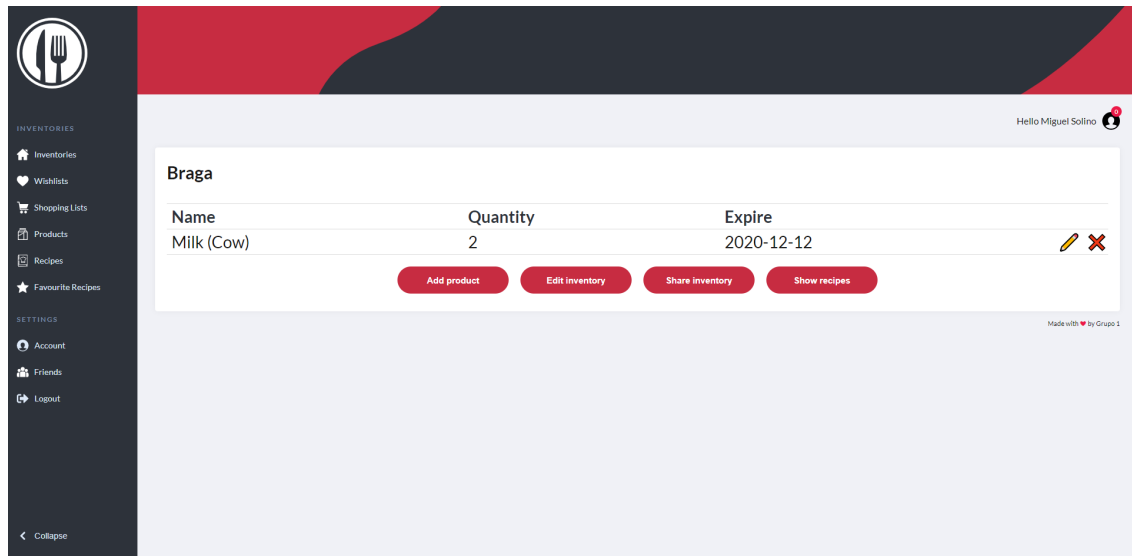 INVENTORIES
Inventories
Wishlists
Shopping Lists
Products
Recipes
Favourite Recipes
SETTINGS
Account
Friends
Logout
Collapse
Hello Miguel Solino 0
Braga
Name Quantity Expire
Milk (Cow) 2 2020-12-12
Add product Edit inventory Share inventory Show recipes
Made with ♥ by Grupo 1